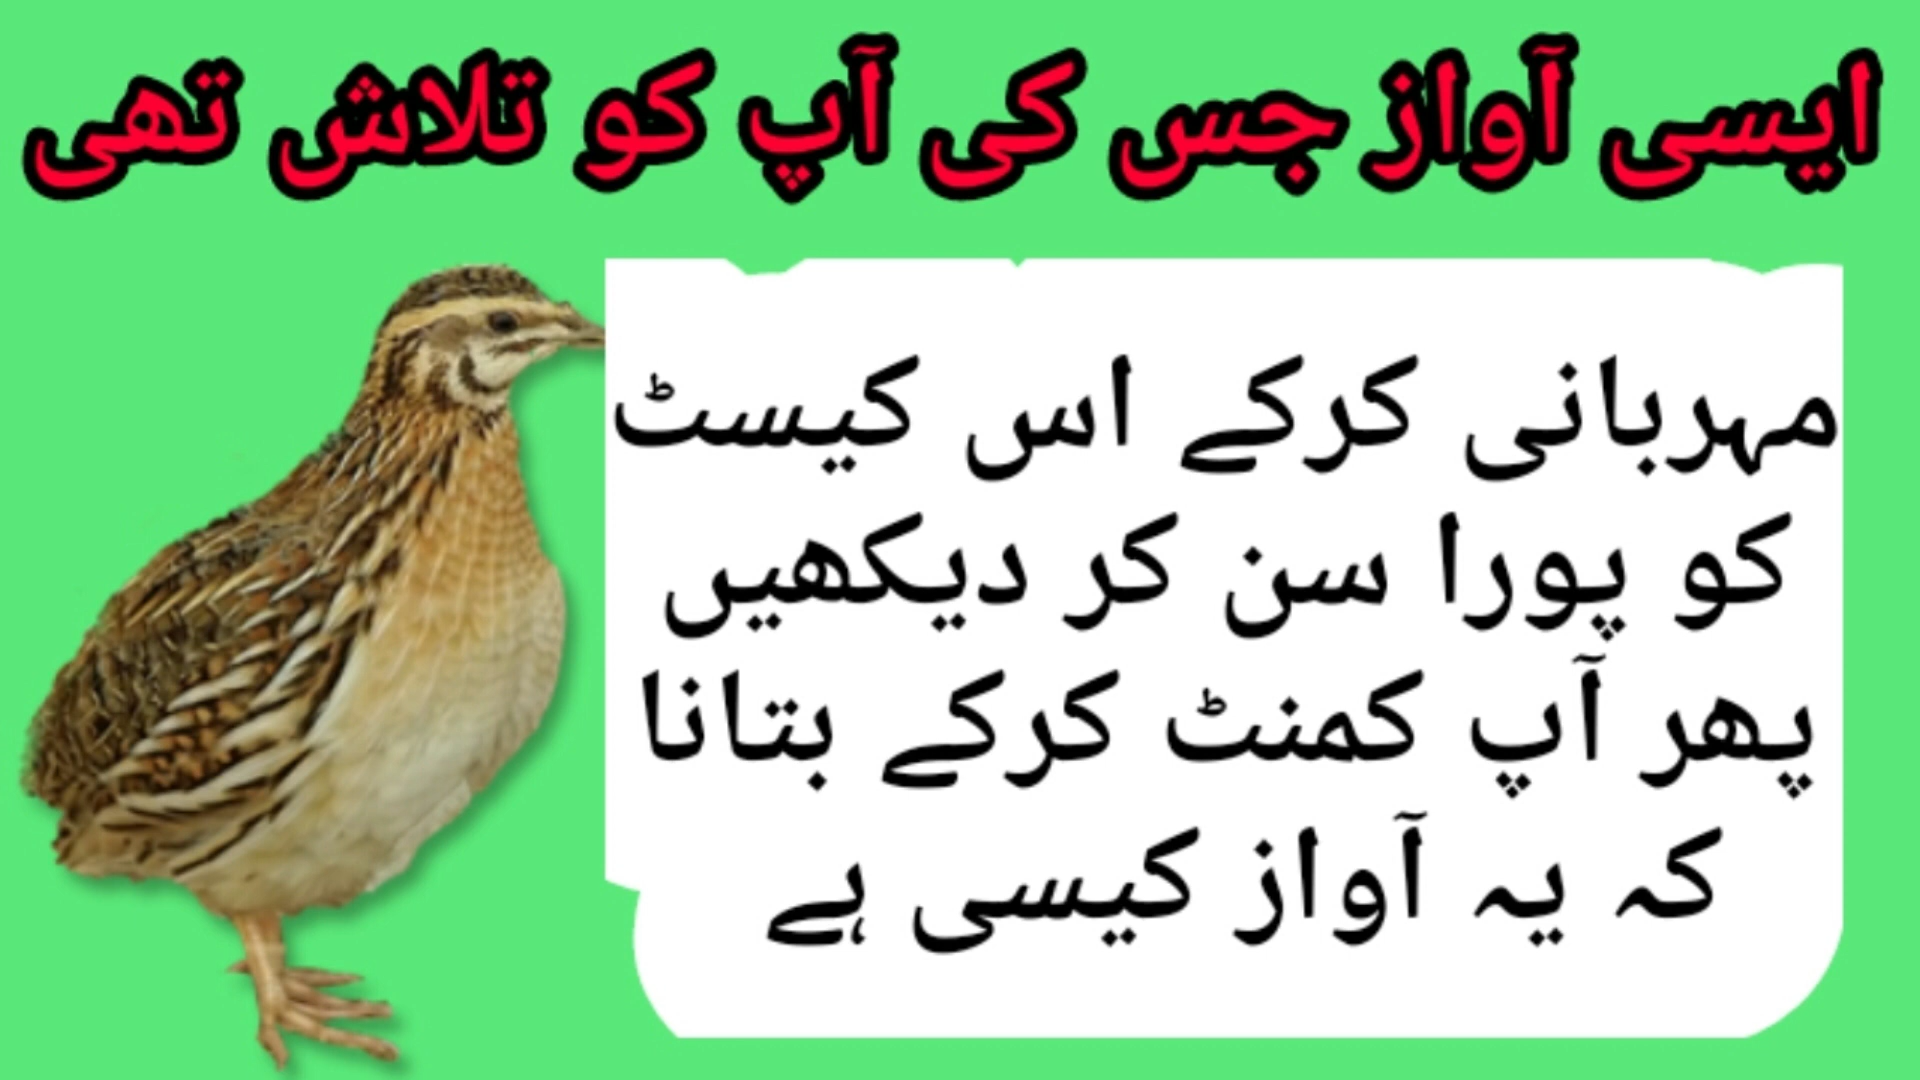 ایسی آواز جس کی آپ کو تلاش تھی
مہربانی کرکے اس کیسٹ
کو پورا سن کر دیکھیں
پھر آپ کمنٹ کرکے بتانا
کہ یہ آواز کیسی ہے